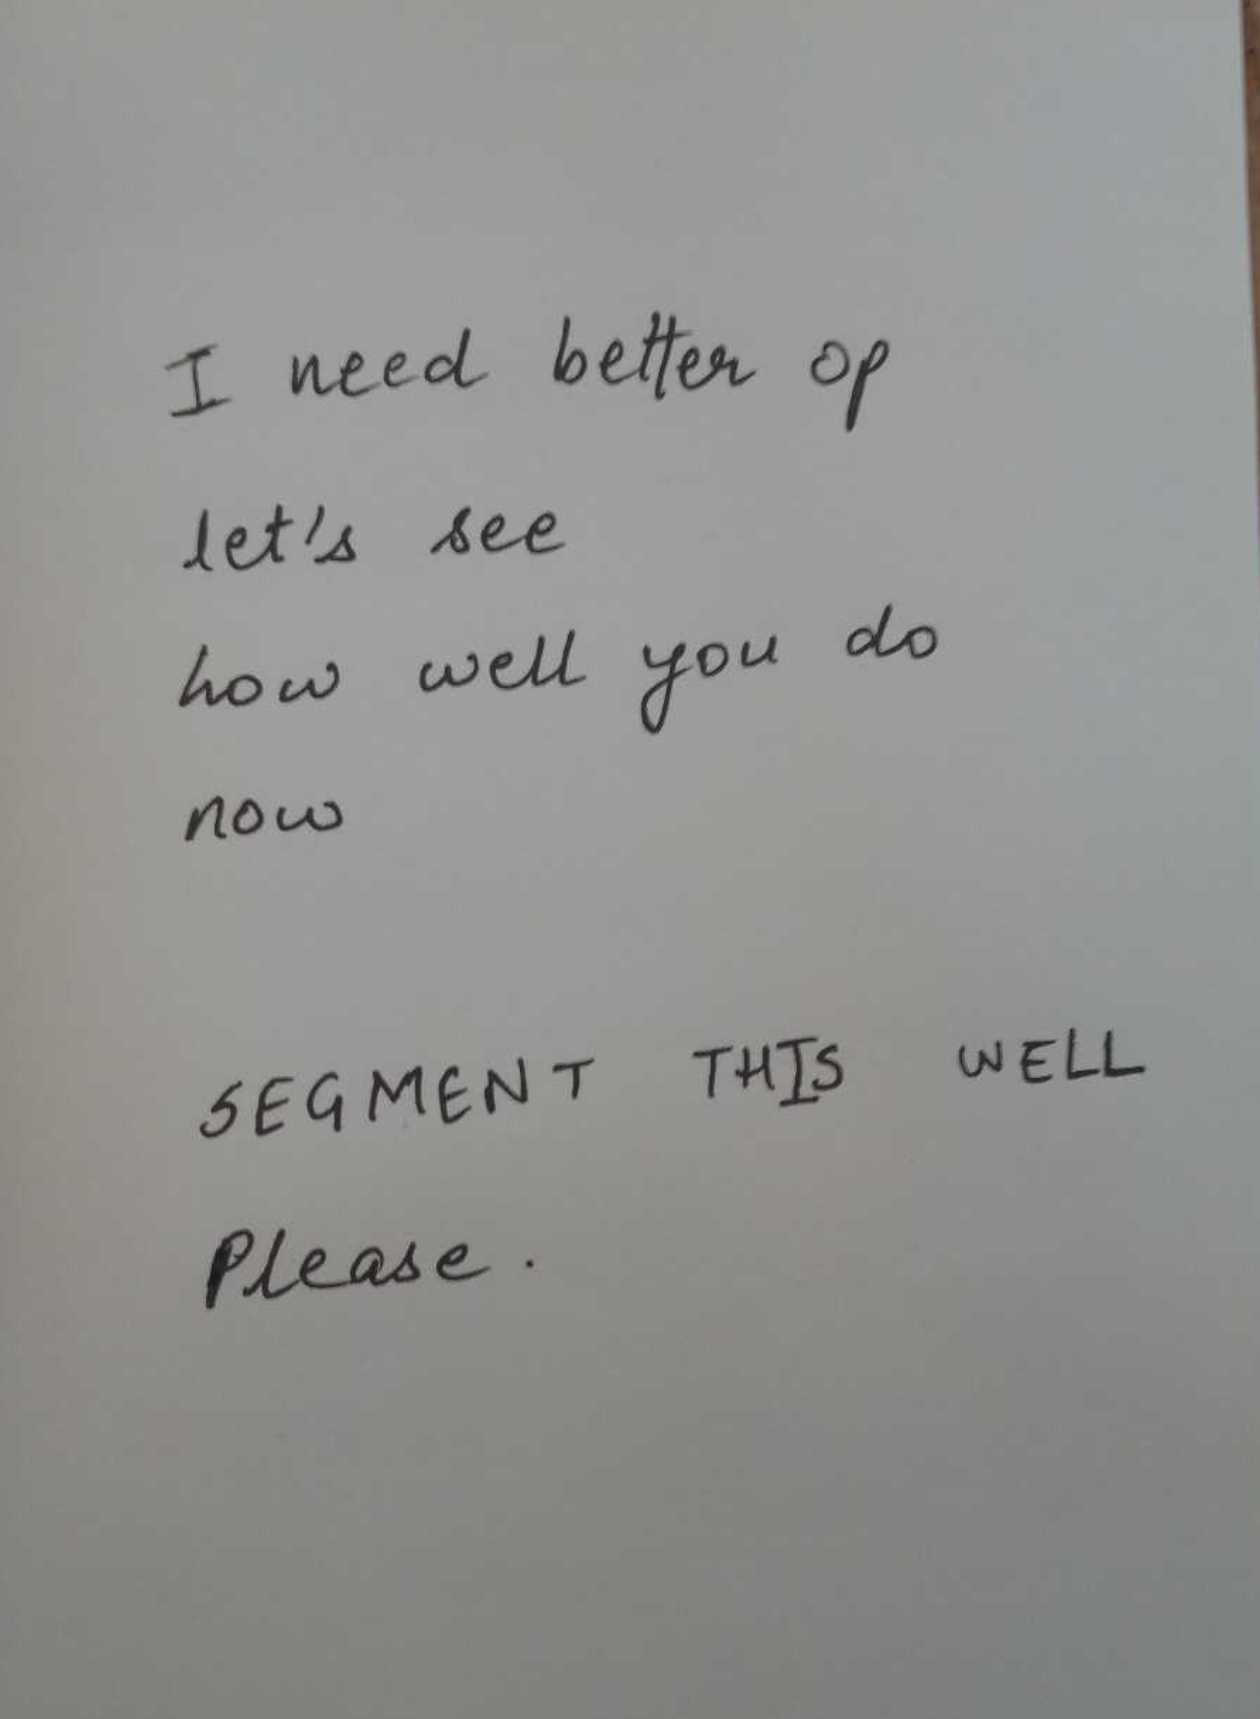 I need better op
let's see
how well you do
now
SEGMENT THIS WELL
Please.